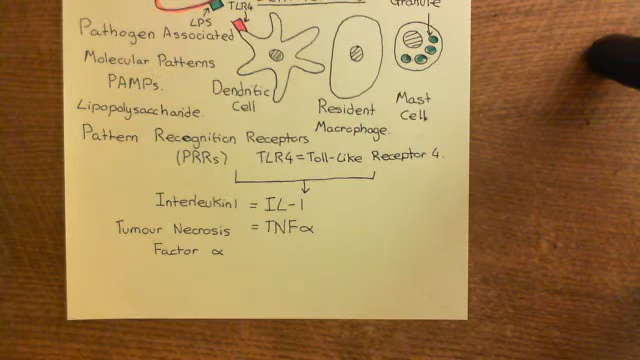 Granule
TLR4
LPS
Pathogen Associated
Molecular Patterns
PAMPs.
Lipopolysaccharide.
Dendritic
Cell
Resident
Macrophage.
Mast
Cell
Pattern Recognition Receptors
(PRRs) TLR4 = Toll-Like Receptor 4.
Interleukin 1 = IL-1
Tumour Necrosis = TNFα
Factor α